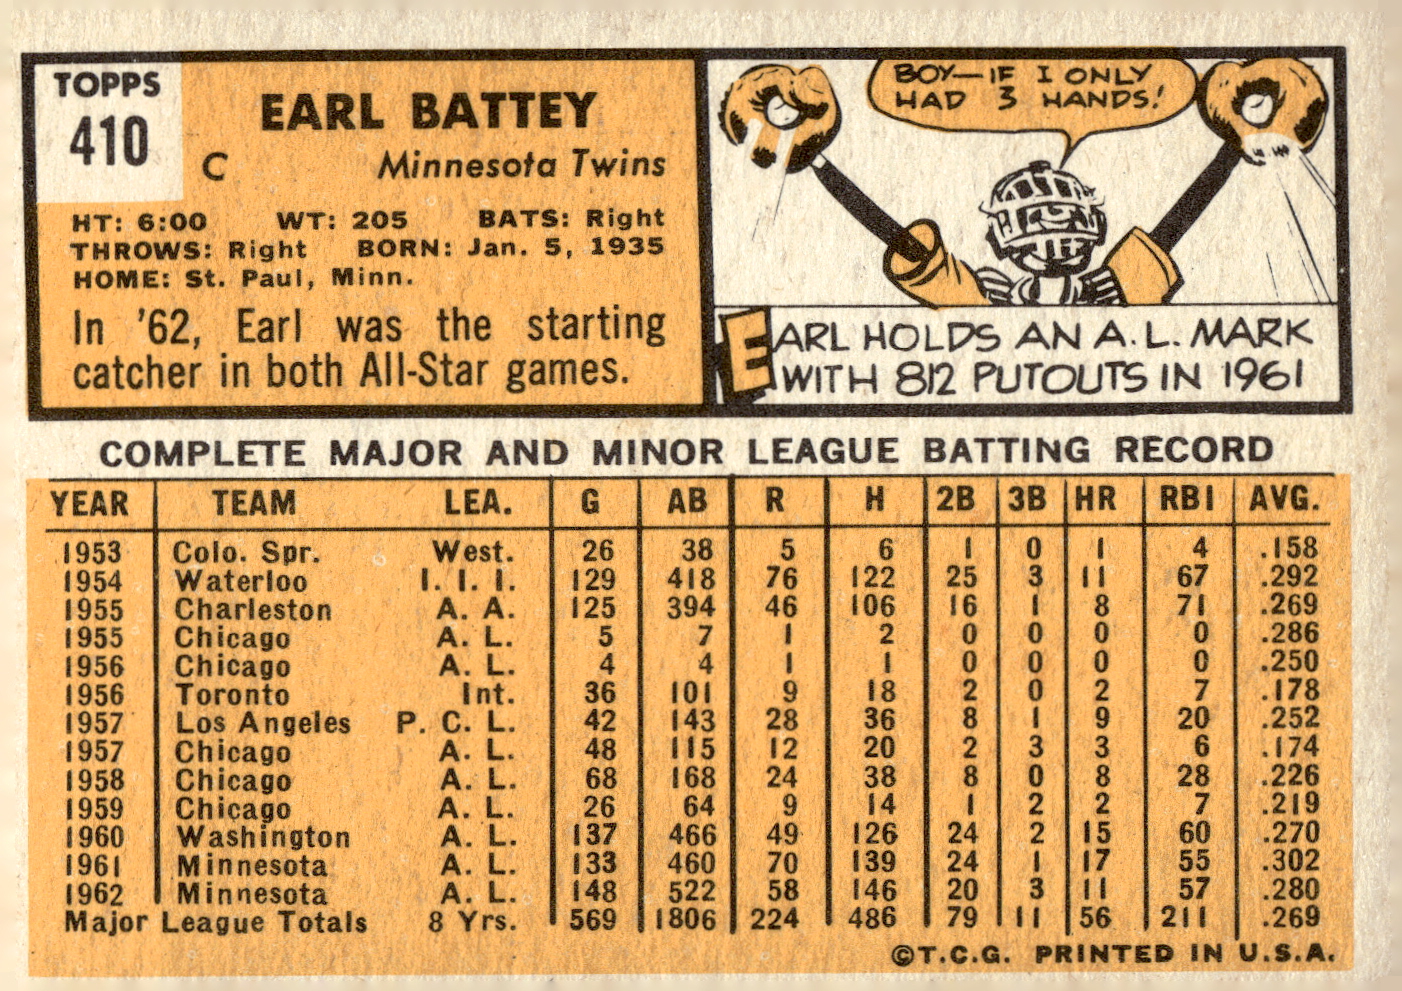 TOPPS
410
EARL BATTEY
C Minnesota Twins
HT: 6:00 WT: 205 BATS: Right
THROWS: Right BORN: Jan. 5, 1935
HOME: St. Paul, Minn.
In '62, Earl was the starting
catcher in both All-Star games.
BOY—IF I ONLY
HAD 3 HANDS!
EARL HOLDS AN A.L. MARK
WITH 812 PUTOUTS IN 1961
COMPLETE MAJOR AND MINOR LEAGUE BATTING RECORD
YEAR TEAM LEA. G AB R H 2B 3B HR RBI AVG.
1953 Colo. Spr. West. 26 38 5 6 1 0 1 4 .158
1954 Waterloo I. I. I. 129 418 76 122 25 3 11 67 .292
1955 Charleston A. A. 125 394 46 106 16 1 8 71 .269
1955 Chicago A. L. 5 7 1 2 0 0 0 0 .286
1956 Chicago A. L. 4 4 1 1 0 0 0 0 .250
1956 Toronto Int. 36 101 9 18 2 0 2 7 .178
1957 Los Angeles P. C. L. 42 143 28 36 8 1 9 20 .252
1957 Chicago A. L. 48 115 12 20 2 3 3 6 .174
1958 Chicago A. L. 68 168 24 38 8 0 8 28 .226
1959 Chicago A. L. 26 64 9 14 1 2 2 7 .219
1960 Washington A. L. 137 466 49 126 24 2 15 60 .270
1961 Minnesota A. L. 133 460 70 139 24 1 17 55 .302
1962 Minnesota A. L. 148 522 58 146 20 3 11 57 .280
Major League Totals 8 Yrs. 569 1806 224 486 79 11 56 211 .269
©T.C.G. PRINTED IN U.S.A.